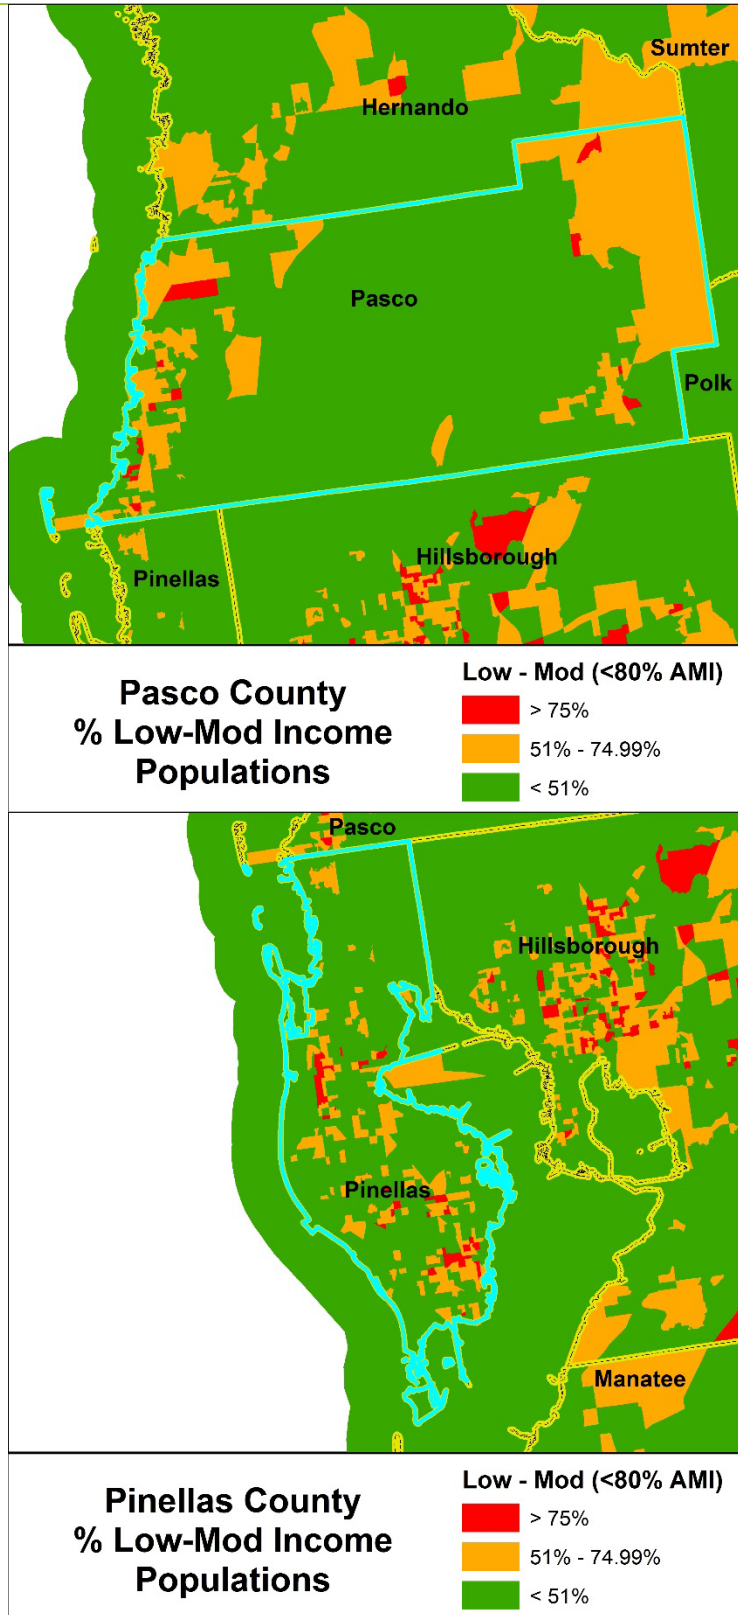 Sumter
Hernando
Pasco
Polk
Hillsborough
Pinellas
Pasco County
% Low-Mod Income
Populations
Low - Mod (<80% AMI)
> 75%
51% - 74.99%
< 51%
Pasco
Hillsborough
Pinellas
Manatee
Pinellas County
% Low-Mod Income
Populations
Low - Mod (<80% AMI)
> 75%
51% - 74.99%
< 51%